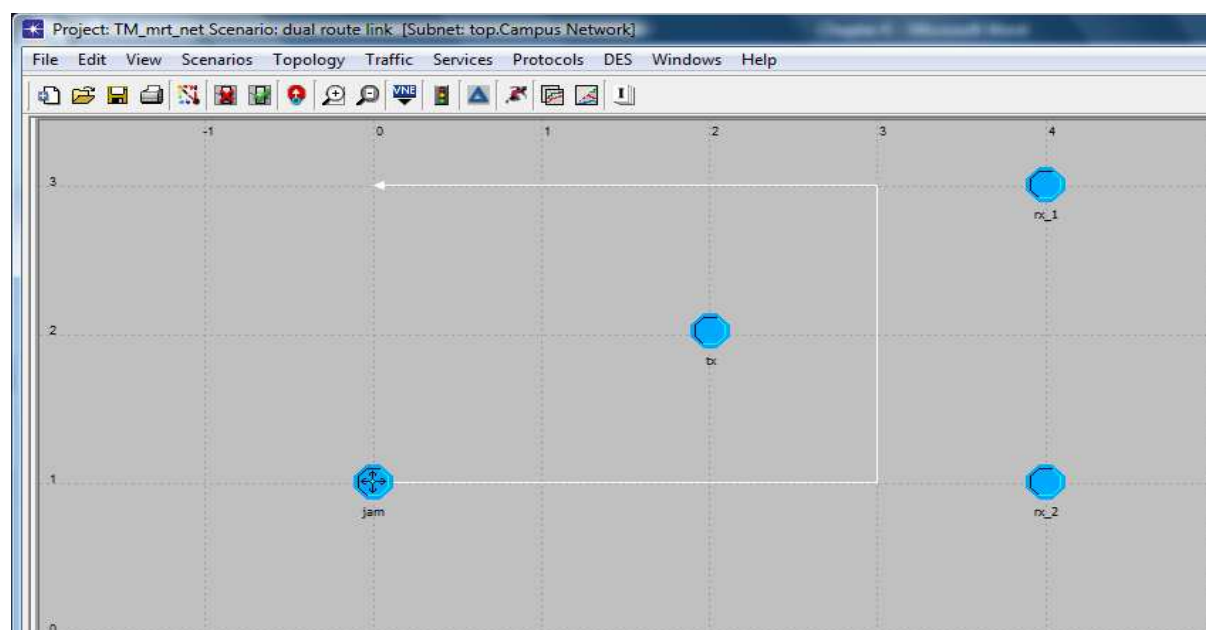 Project: TM_mrt_net Scenario: dual route link [Subnet: top.Campus Network]
File Edit View Scenarios Topology Traffic Services Protocols DES Windows Help
VNE
-1 0 1 2 3 4
3
rx_1
2
tx
1
jam
rx_2
0